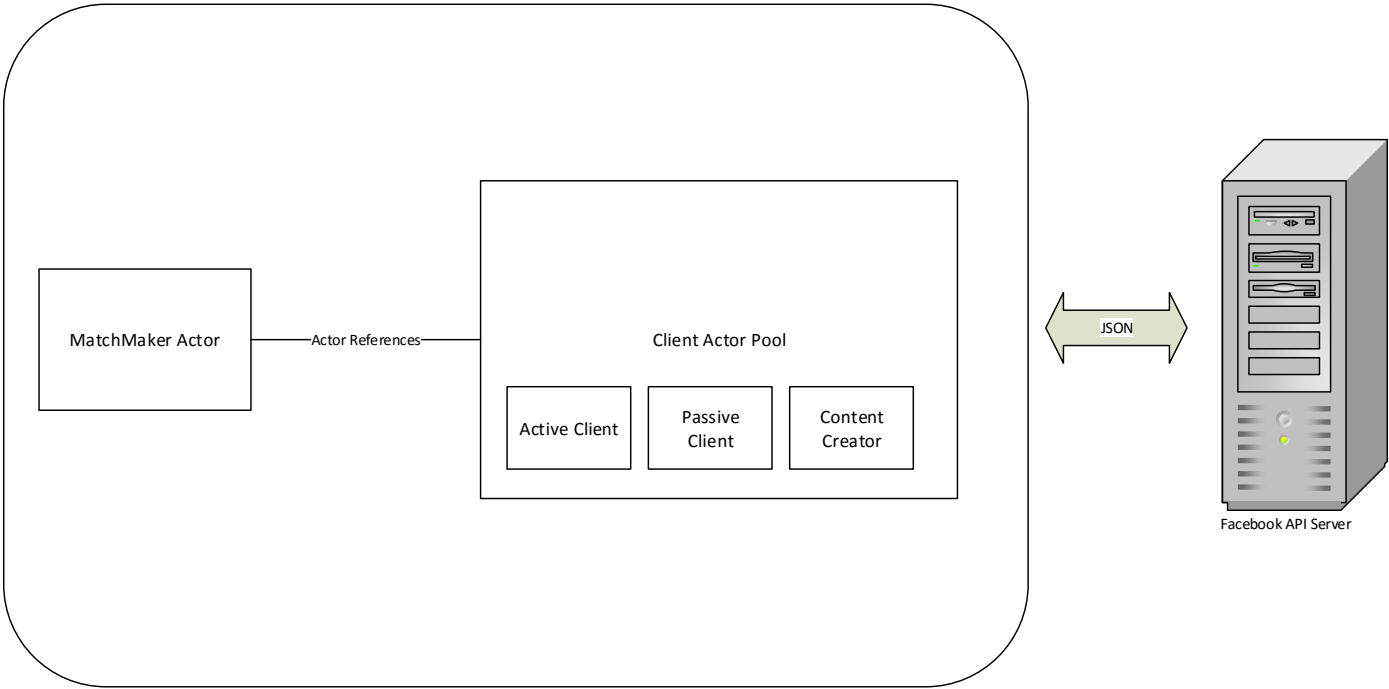 MatchMaker Actor
Actor References
Client Actor Pool
Active Client
Passive
Client
Content
Creator
JSON
Facebook API Server